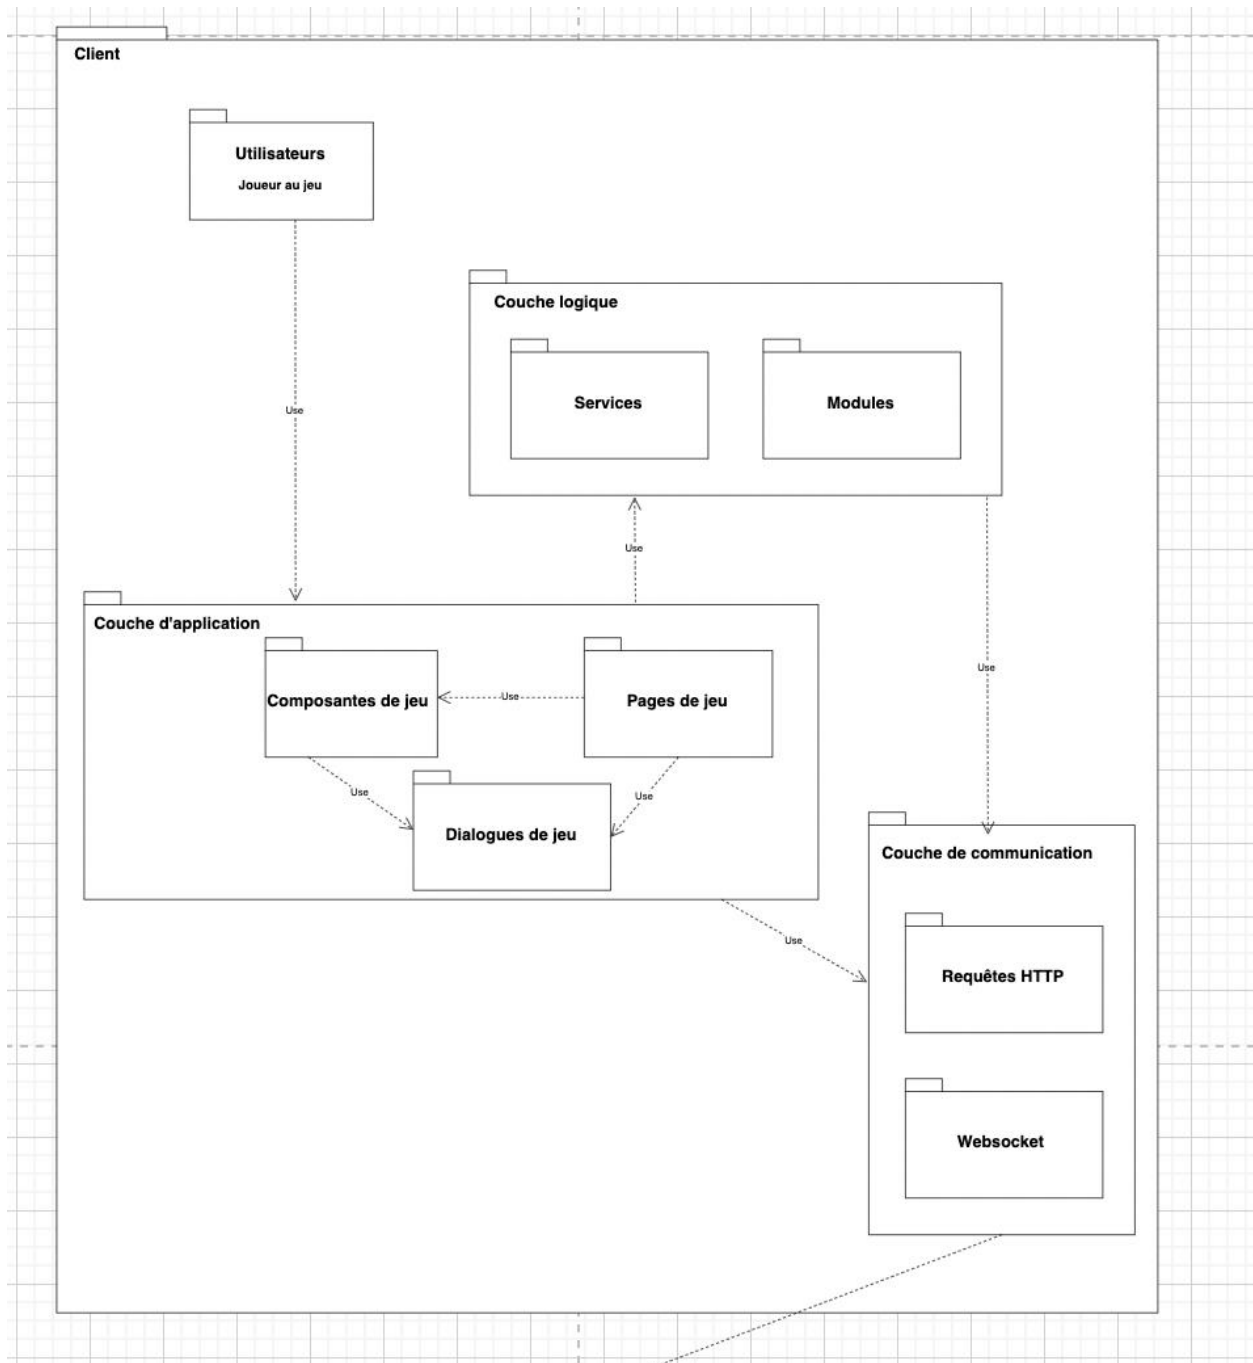 Client
Utilisateurs
Joueur au jeu
Couche logique
Services
Modules
Use
Use
Use
Couche d'application
Composantes de jeu
Use
Pages de jeu
Use
Use
Dialogues de jeu
Couche de communication
Use
Requêtes HTTP
Websocket